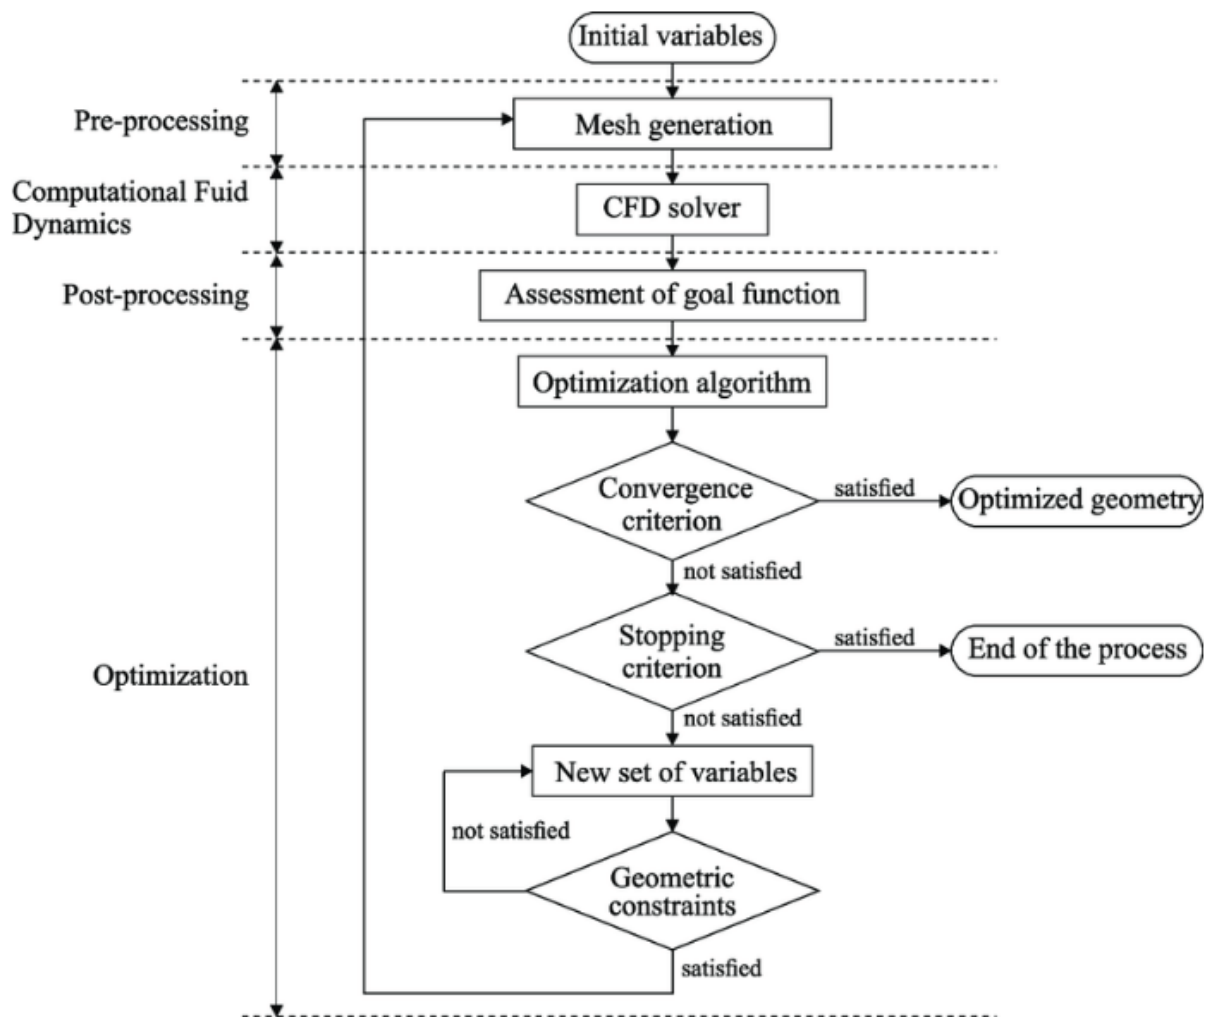 Initial variables
Pre-processing
Mesh generation
Computational Fuid
Dynamics
CFD solver
Post-processing
Assessment of goal function
Optimization algorithm
Convergence
criterion
satisfied
Optimized geometry
not satisfied
Stopping
criterion
satisfied
End of the process
Optimization
not satisfied
New set of variables
not satisfied
Geometric
constraints
satisfied